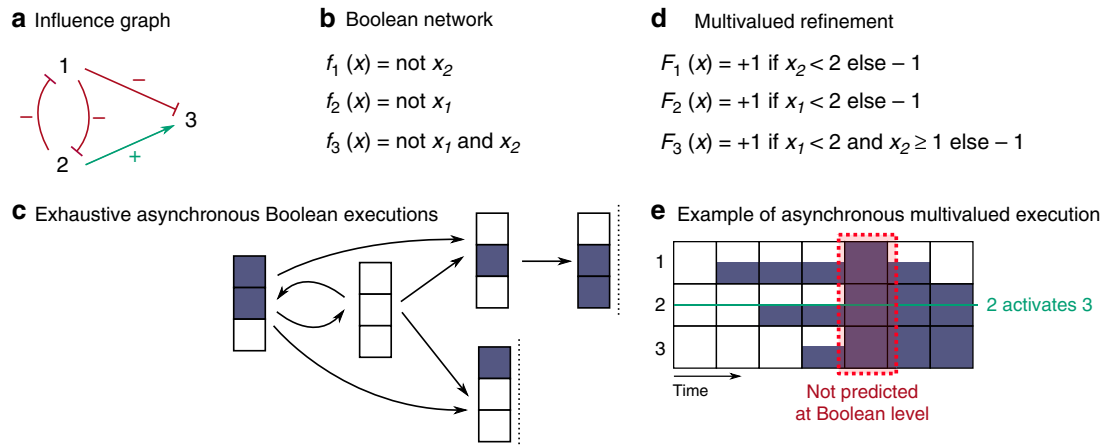 a Influence graph
1
−
−
−
3
2
+
b Boolean network
f1 (x) = not x2
f2 (x) = not x1
f3 (x) = not x1 and x2
d Multivalued refinement
F1 (x) = +1 if x2 < 2 else − 1
F2 (x) = +1 if x1 < 2 else − 1
F3 (x) = +1 if x1 < 2 and x2 ≥ 1 else − 1
c Exhaustive asynchronous Boolean executions
e Example of asynchronous multivalued execution
1
2
2 activates 3
3
Time
Not predicted
at Boolean level